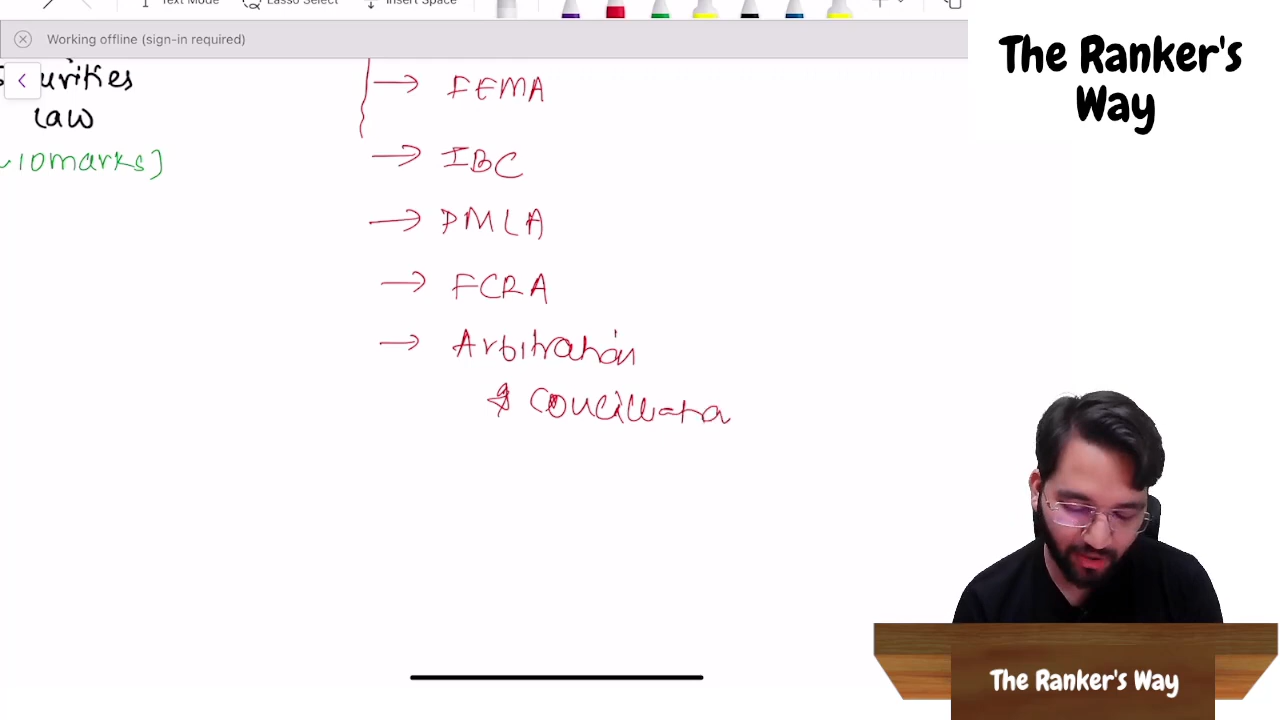 Text Mode
Lasso Select
Insert Space
Working offline (sign-in required)
urities
Law
10marks)
→ FEMA
→ IBC
→ PMLA
→ FCRA
→ Arbitration
&
The Ranker's
Way
The Ranker's Way